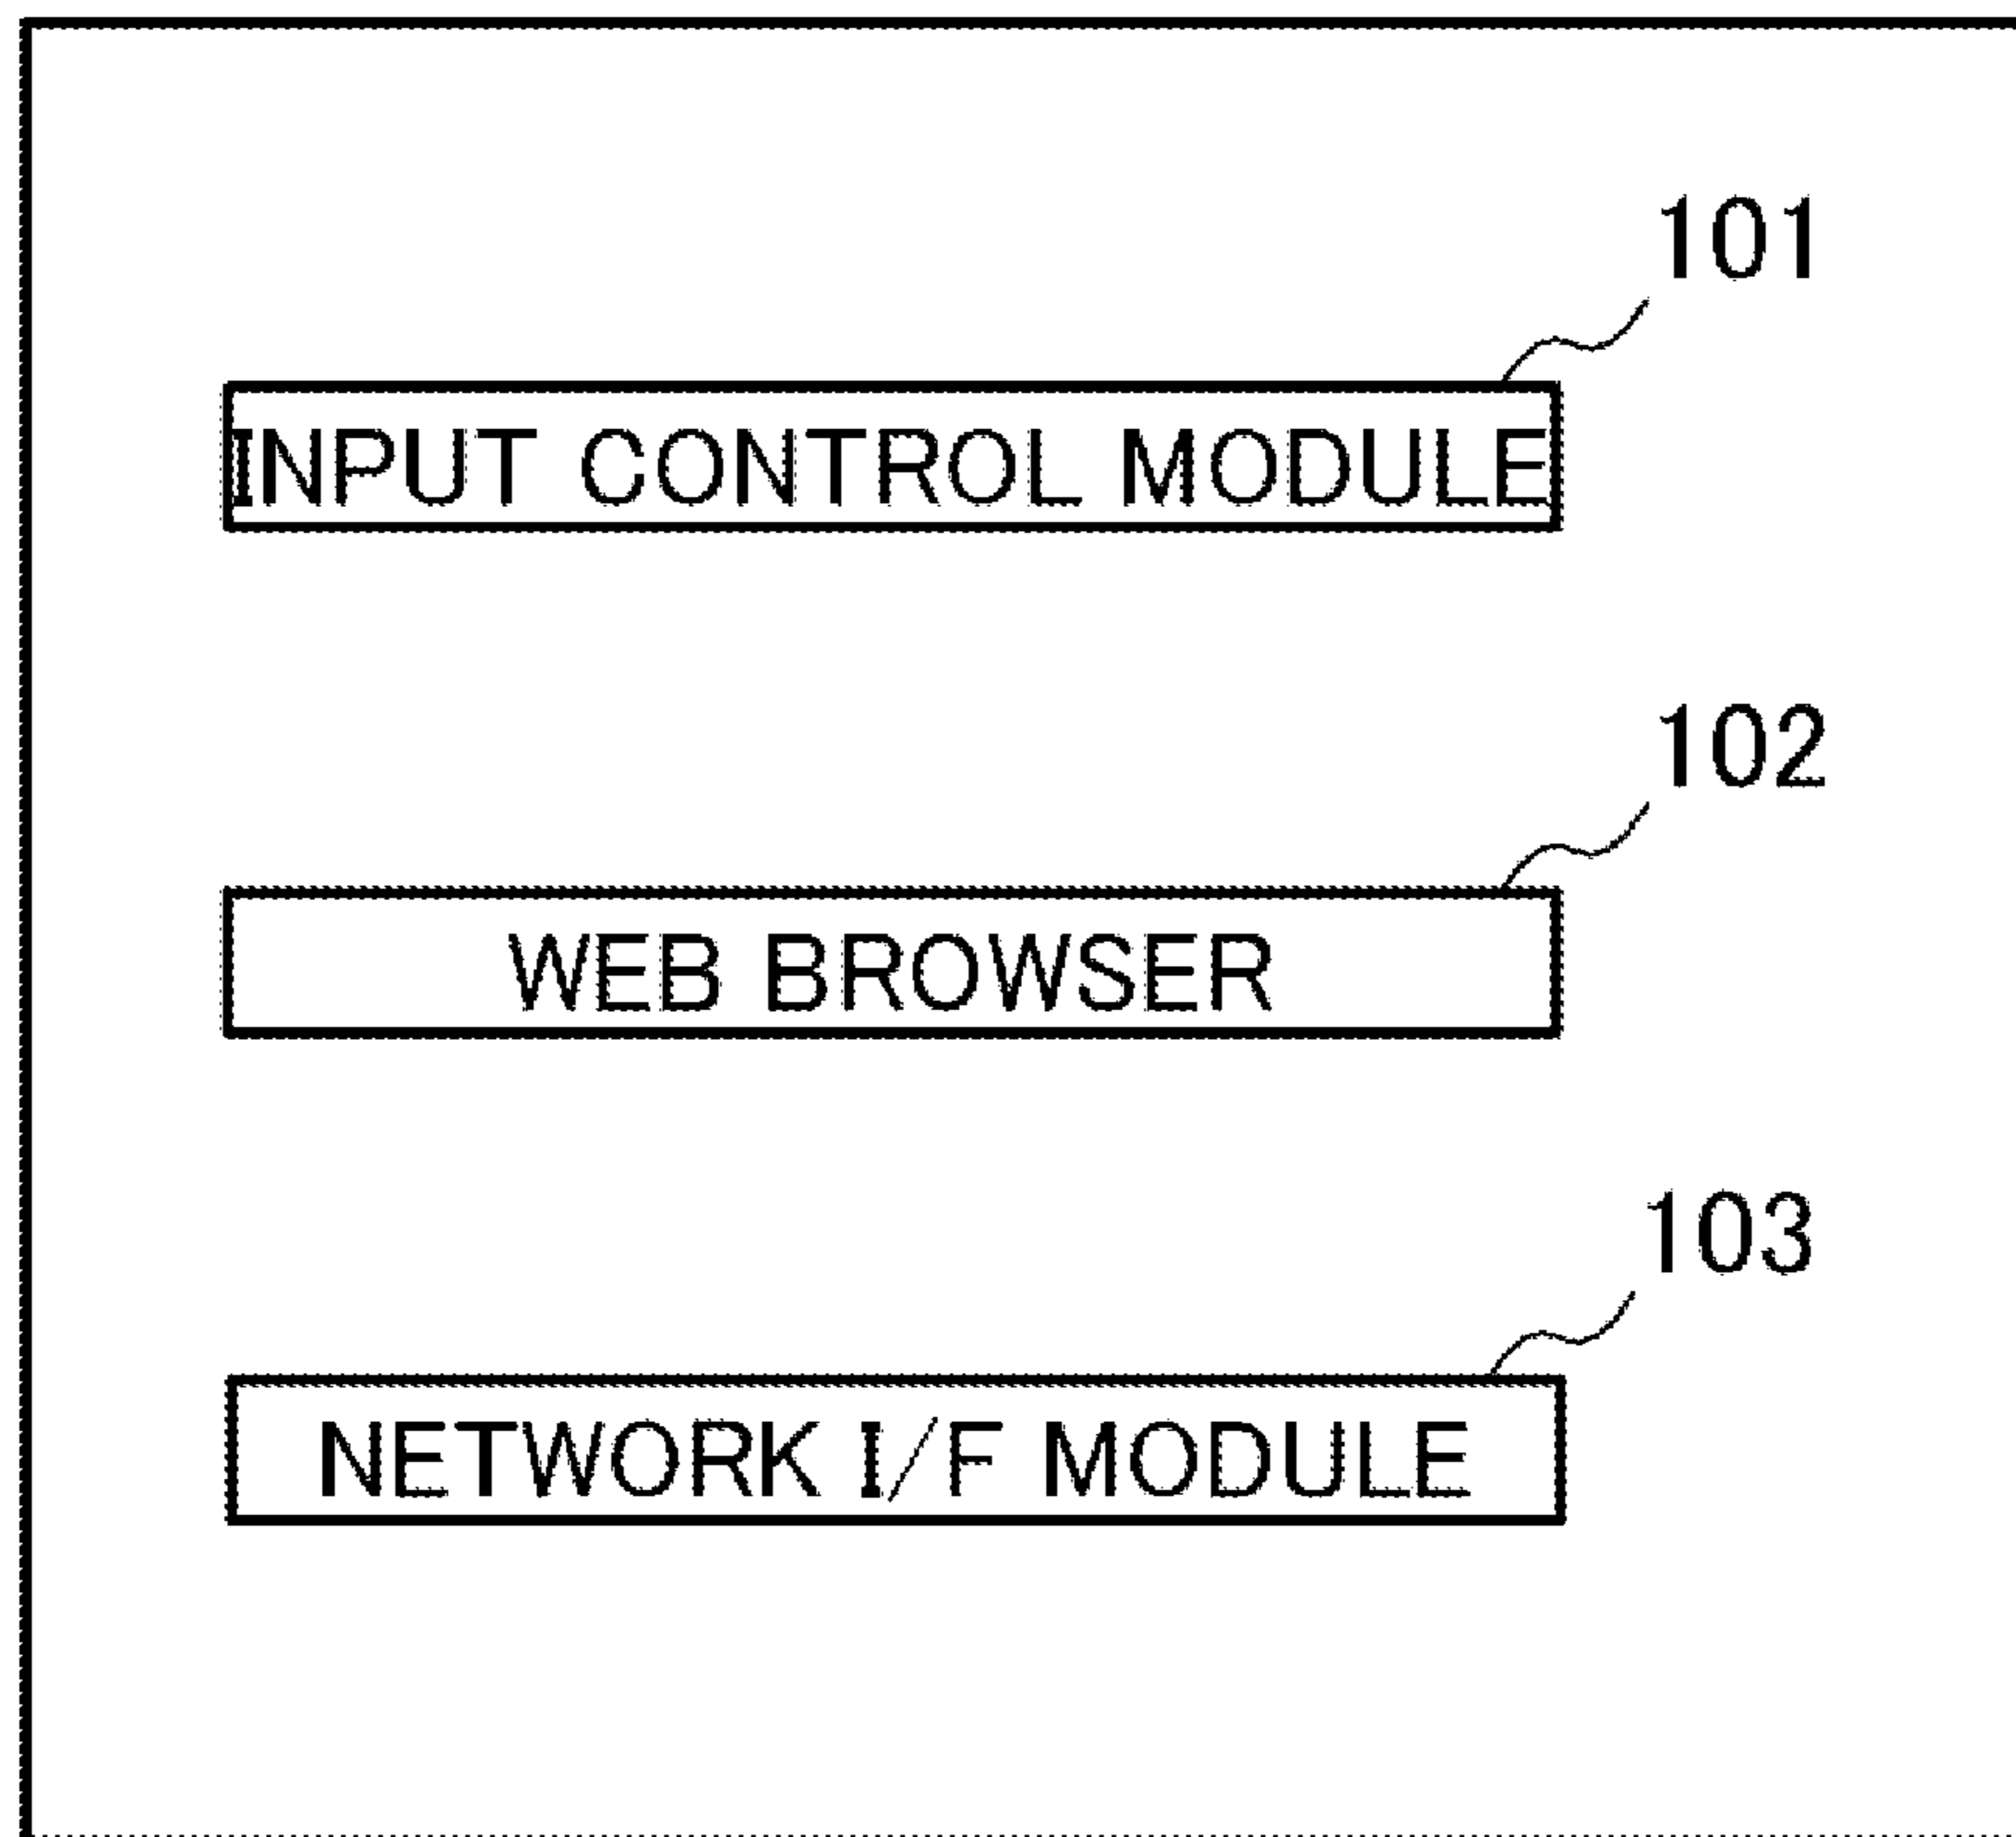 101
INPUT CONTROL MODULE
102
WEB BROWSER
103
NETWORK I/F MODULE